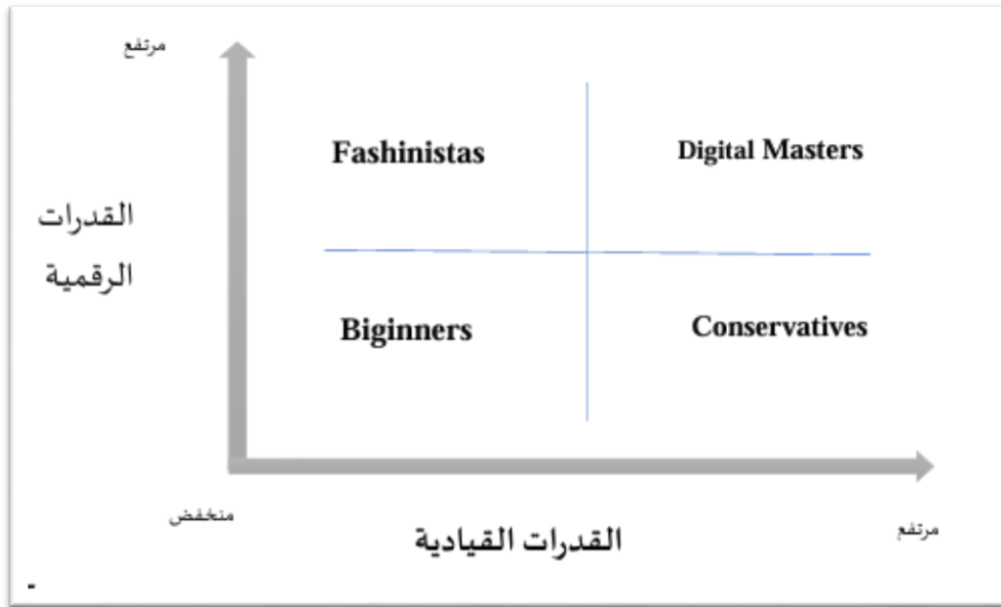 مرتفع
Fashinistas
Digital Masters
القدرات
الرقمية
Biginners
Conservatives
منخفض
القدرات القيادية
مرتفع
-